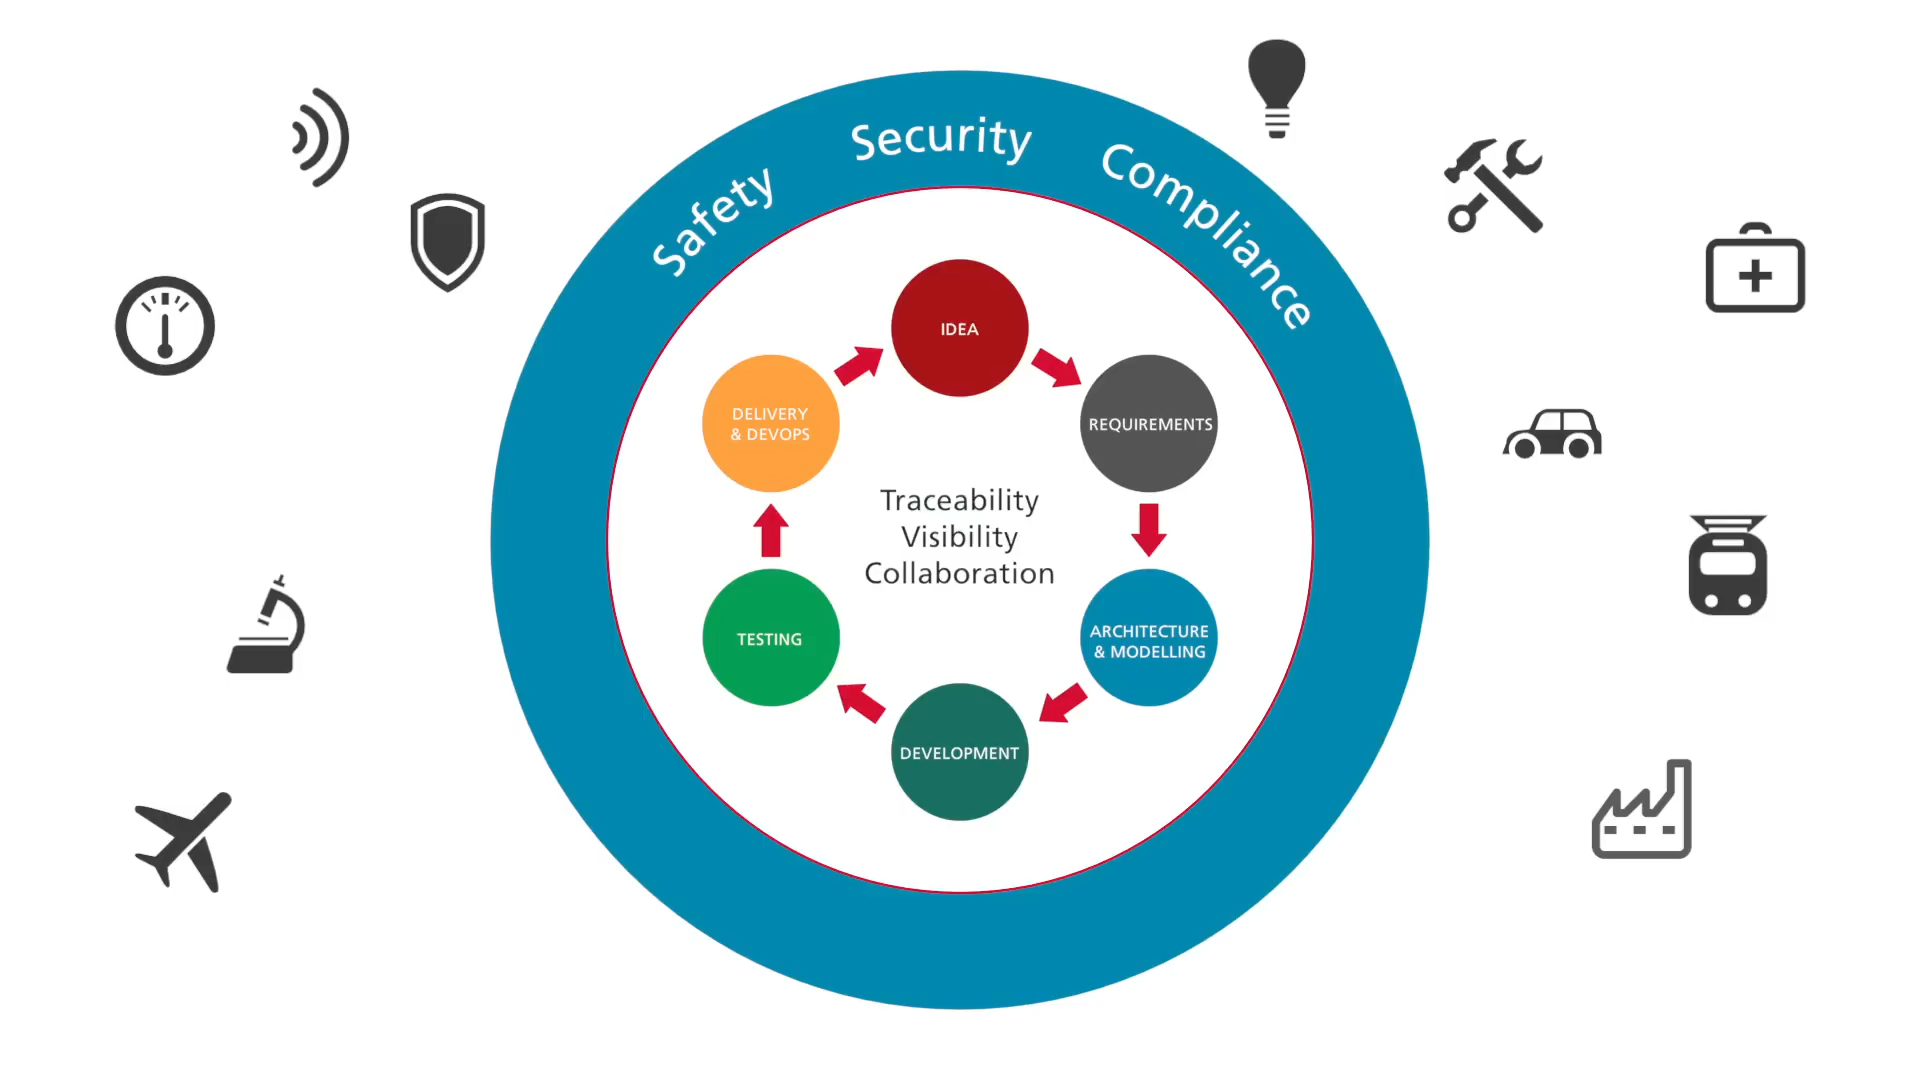 Safety Security Compliance
IDEA
REQUIREMENTS
ARCHITECTURE
& MODELLING
DEVELOPMENT
TESTING
DELIVERY
& DEVOPS
Traceability
Visibility
Collaboration